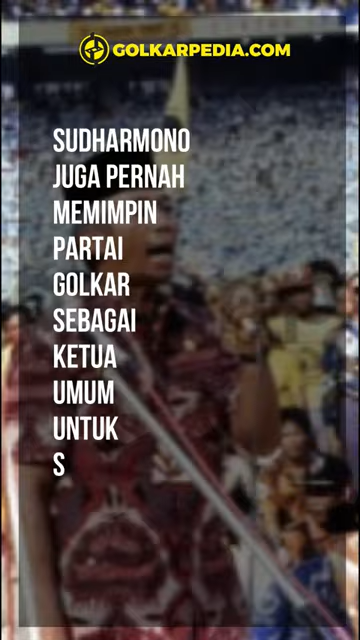 GOLKARPEDIA.COM
SUDHARMONO
JUGA PERNAH
MEMIMPIN
PARTAI
GOLKAR
SEBAGAI
KETUA
UMUM
UNTUK
S